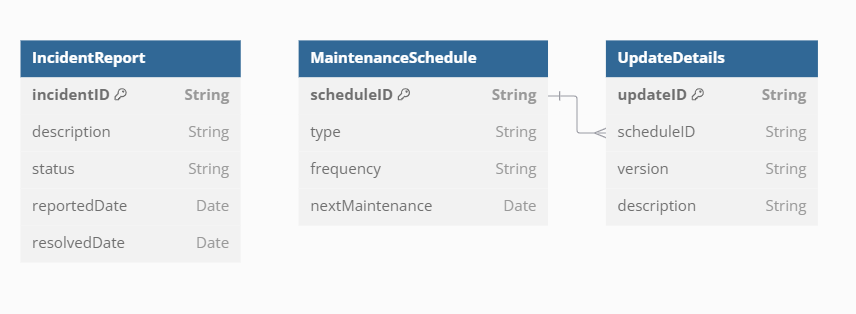 IncidentReport
incidentID String
description String
status String
reportedDate Date
resolvedDate Date
MaintenanceSchedule
scheduleID String
type String
frequency String
nextMaintenance Date
UpdateDetails
updateID String
scheduleID String
version String
description String